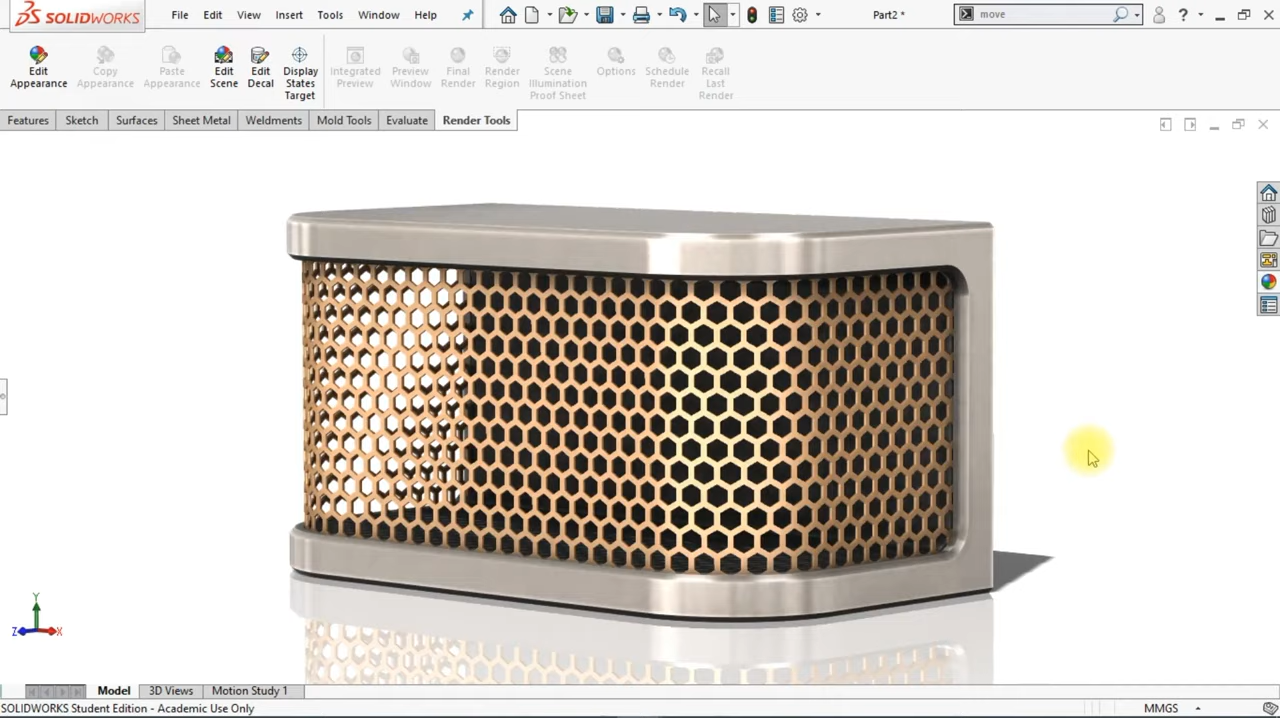 SOLIDWORKS File Edit View Insert Tools Window Help Part2 * move ?
Edit Appearance
Copy Appearance
Paste Appearance
Edit Scene
Edit Decal
Display States Target
Integrated Preview
Preview Window
Final Render
Render Region
Scene Illumination Proof Sheet
Options
Schedule Render
Recall Last Render
Features Sketch Surfaces Sheet Metal Weldments Mold Tools Evaluate Render Tools
Y
Z X
Model 3D Views Motion Study 1
SOLIDWORKS Student Edition - Academic Use Only MMGS